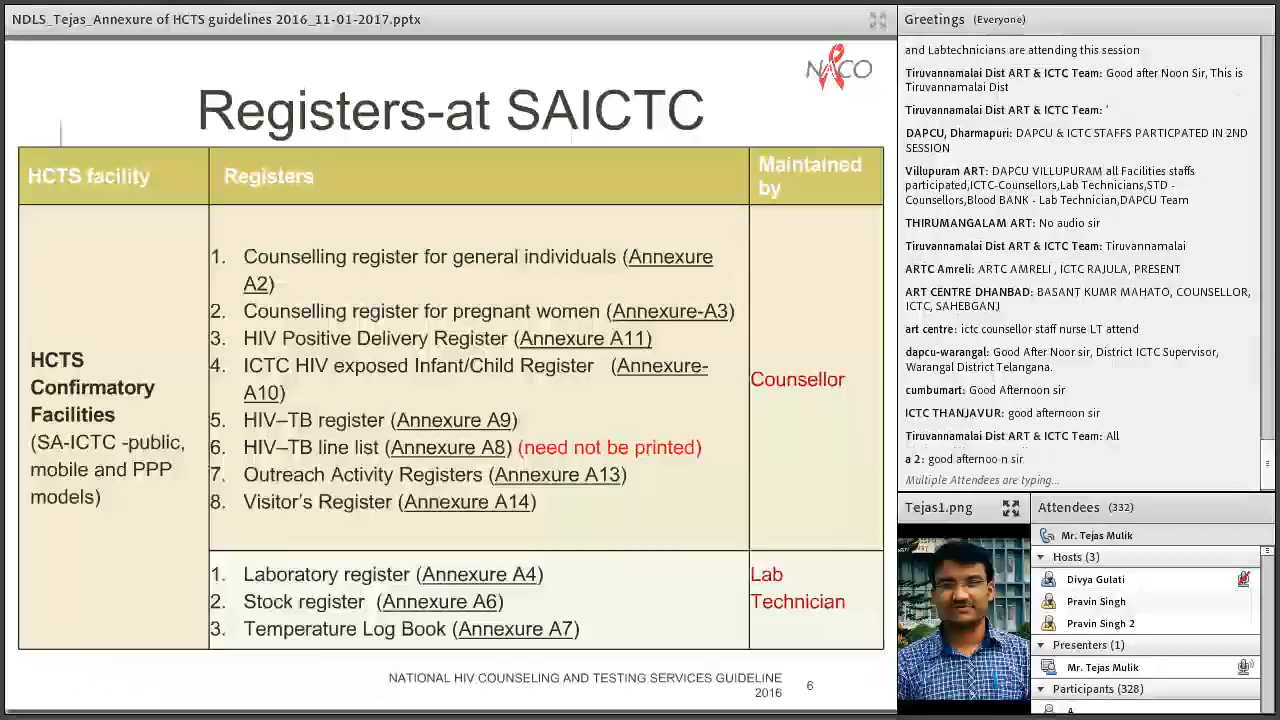 NDLS_Tejas_Annexure of HCTS guidelines 2016_11-01-2017.pptx
NACO
Registers-at SAICTC
HCTS facility
Registers
Maintained
by
HCTS
Confirmatory
Facilities
(SA-ICTC -public,
mobile and PPP
models)
1. Counselling register for general individuals (Annexure
A2)
2. Counselling register for pregnant women (Annexure-A3)
3. HIV Positive Delivery Register (Annexure A11)
4. ICTC HIV exposed Infant/Child Register (Annexure-
A10)
5. HIV–TB register (Annexure A9)
6. HIV–TB line list (Annexure A8) (need not be printed)
7. Outreach Activity Registers (Annexure A13)
8. Visitor’s Register (Annexure A14)
Counsellor
1. Laboratory register (Annexure A4)
2. Stock register (Annexure A6)
3. Temperature Log Book (Annexure A7)
Lab
Technician
NATIONAL HIV COUNSELING AND TESTING SERVICES GUIDELINE
2016
6
Greetings (Everyone)
and Labtechnicians are attending this session
Tiruvannamalai Dist ART & ICTC Team: Good after Noon Sir, This is
Tiruvannamalai Dist
Tiruvannamalai Dist ART & ICTC Team: '
DAPCU, Dharmapuri: DAPCU & ICTC STAFFS PARTICPATED IN 2ND
SESSION
Villupuram ART: DAPCU VILLUPURAM all Facilities staffs
participated,ICTC-Counsellors,Lab Technicians,STD -
Counsellors,Blood BANK - Lab Technician,DAPCU Team
THIRUMANGALAM ART: No audio sir
Tiruvannamalai Dist ART & ICTC Team: Tiruvannamalai
ARTC Amreli: ARTC AMRELI , ICTC RAJULA, PRESENT
ART CENTRE DHANBAD: BASANT KUMR MAHATO, COUNSELLOR,
ICTC, SAHEBGANJ
art centre: ictc counsellor staff nurse LT attend
dapcu-warangal: Good After Noor sir, District ICTC Supervisor,
Warangal District Telangana.
cumbumart: Good Afternoon sir
ICTC THANJAVUR: good afternoon sir
Tiruvannamalai Dist ART & ICTC Team: All
a 2: good afternoo n sir
Multiple Attendees are typing...
Tejas1.png
Attendees (332)
Mr. Tejas Mulik
Hosts (3)
Divya Gulati
Pravin Singh
Pravin Singh 2
Presenters (1)
Mr. Tejas Mulik
Participants (328)
A